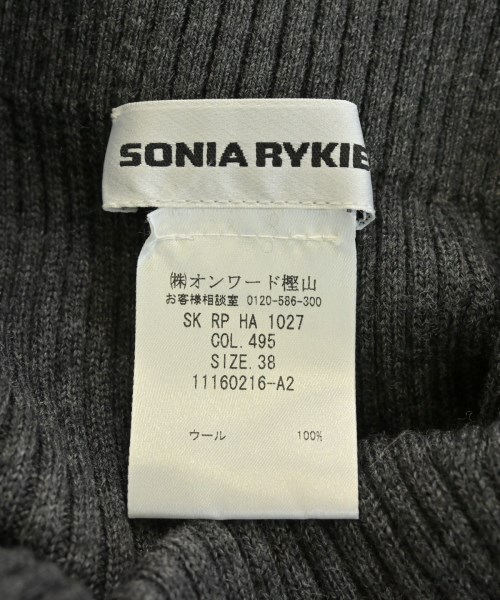 SONIA RYKIE
㈱オンワード樫山
お客様相談室 0120-586-300
SK RP HA 1027
COL.495
SIZE.38
11160216-A2
ウール 100%